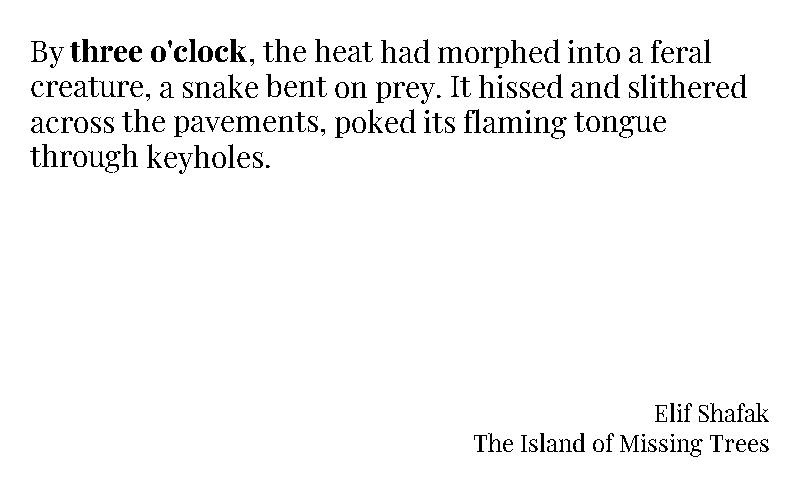 By three o'clock, the heat had morphed into a feral
creature, a snake bent on prey. It hissed and slithered
across the pavements, poked its flaming tongue
through keyholes.
Elif Shafak
The Island of Missing Trees